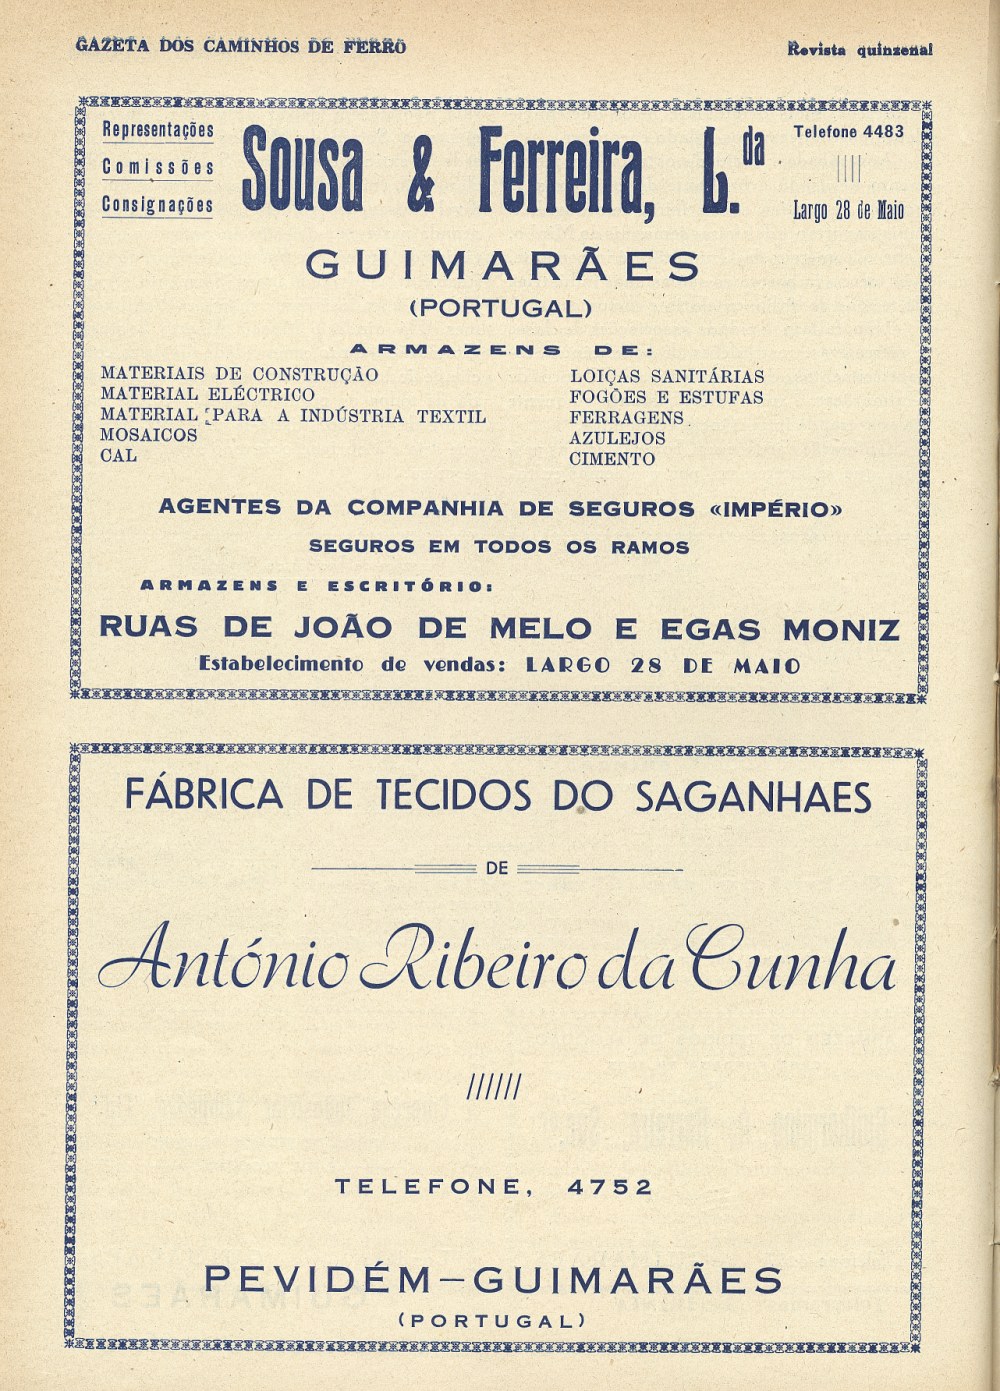 GAZETA DOS CAMINHOS DE FERRO
Revista quinzenal
Representações
Comissões
Consignações
Sousa & Ferreira, L.da
Telefone 4483
Largo 28 de Maio
GUIMARÃES
(PORTUGAL)
ARMAZENS DE:
MATERIAIS DE CONSTRUÇÃO
MATERIAL ELÉCTRICO
MATERIAL PARA A INDÚSTRIA TEXTIL
MOSAICOS
CAL
LOIÇAS SANITÁRIAS
FOGÕES E ESTUFAS
FERRAGENS
AZULEJOS
CIMENTO
AGENTES DA COMPANHIA DE SEGUROS «IMPÉRIO»
SEGUROS EM TODOS OS RAMOS
ARMAZENS E ESCRITÓRIO:
RUAS DE JOÃO DE MELO E EGAS MONIZ
Estabelecimento de vendas: LARGO 28 DE MAIO
FÁBRICA DE TECIDOS DO SAGANHAES
DE
António Ribeiro da Cunha
TELEFONE, 4752
PEVIDÉM—GUIMARÃES
(PORTUGAL)